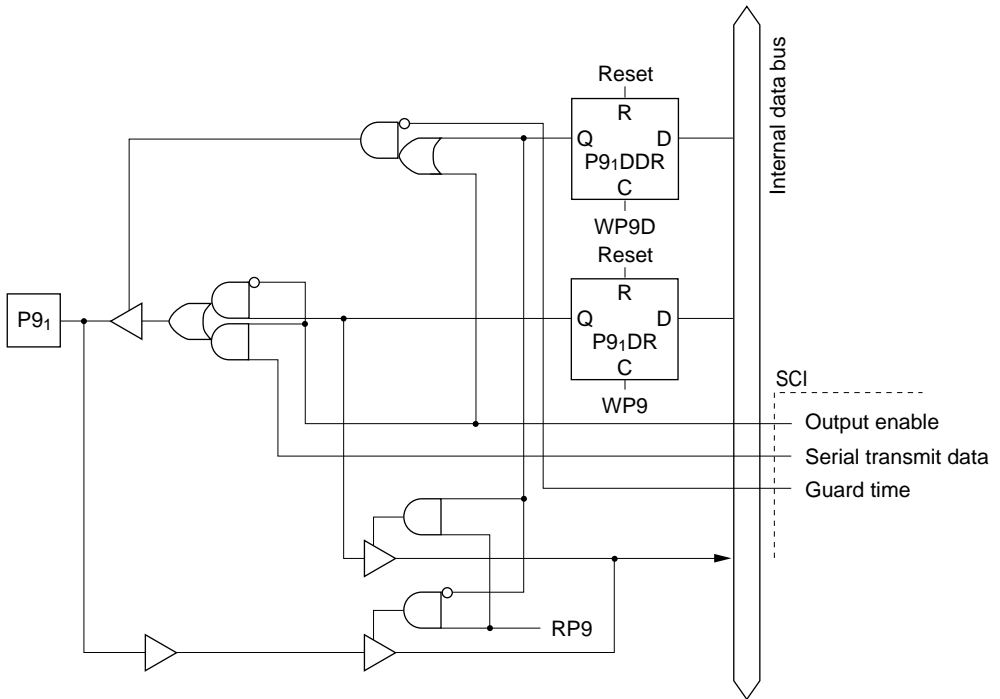 Reset
R
Q D
P9₁DDR
C
WP9D
Internal data bus
Reset
R
Q D
P9₁DR
C
WP9
P9₁
SCI
Output enable
Serial transmit data
Guard time
RP9